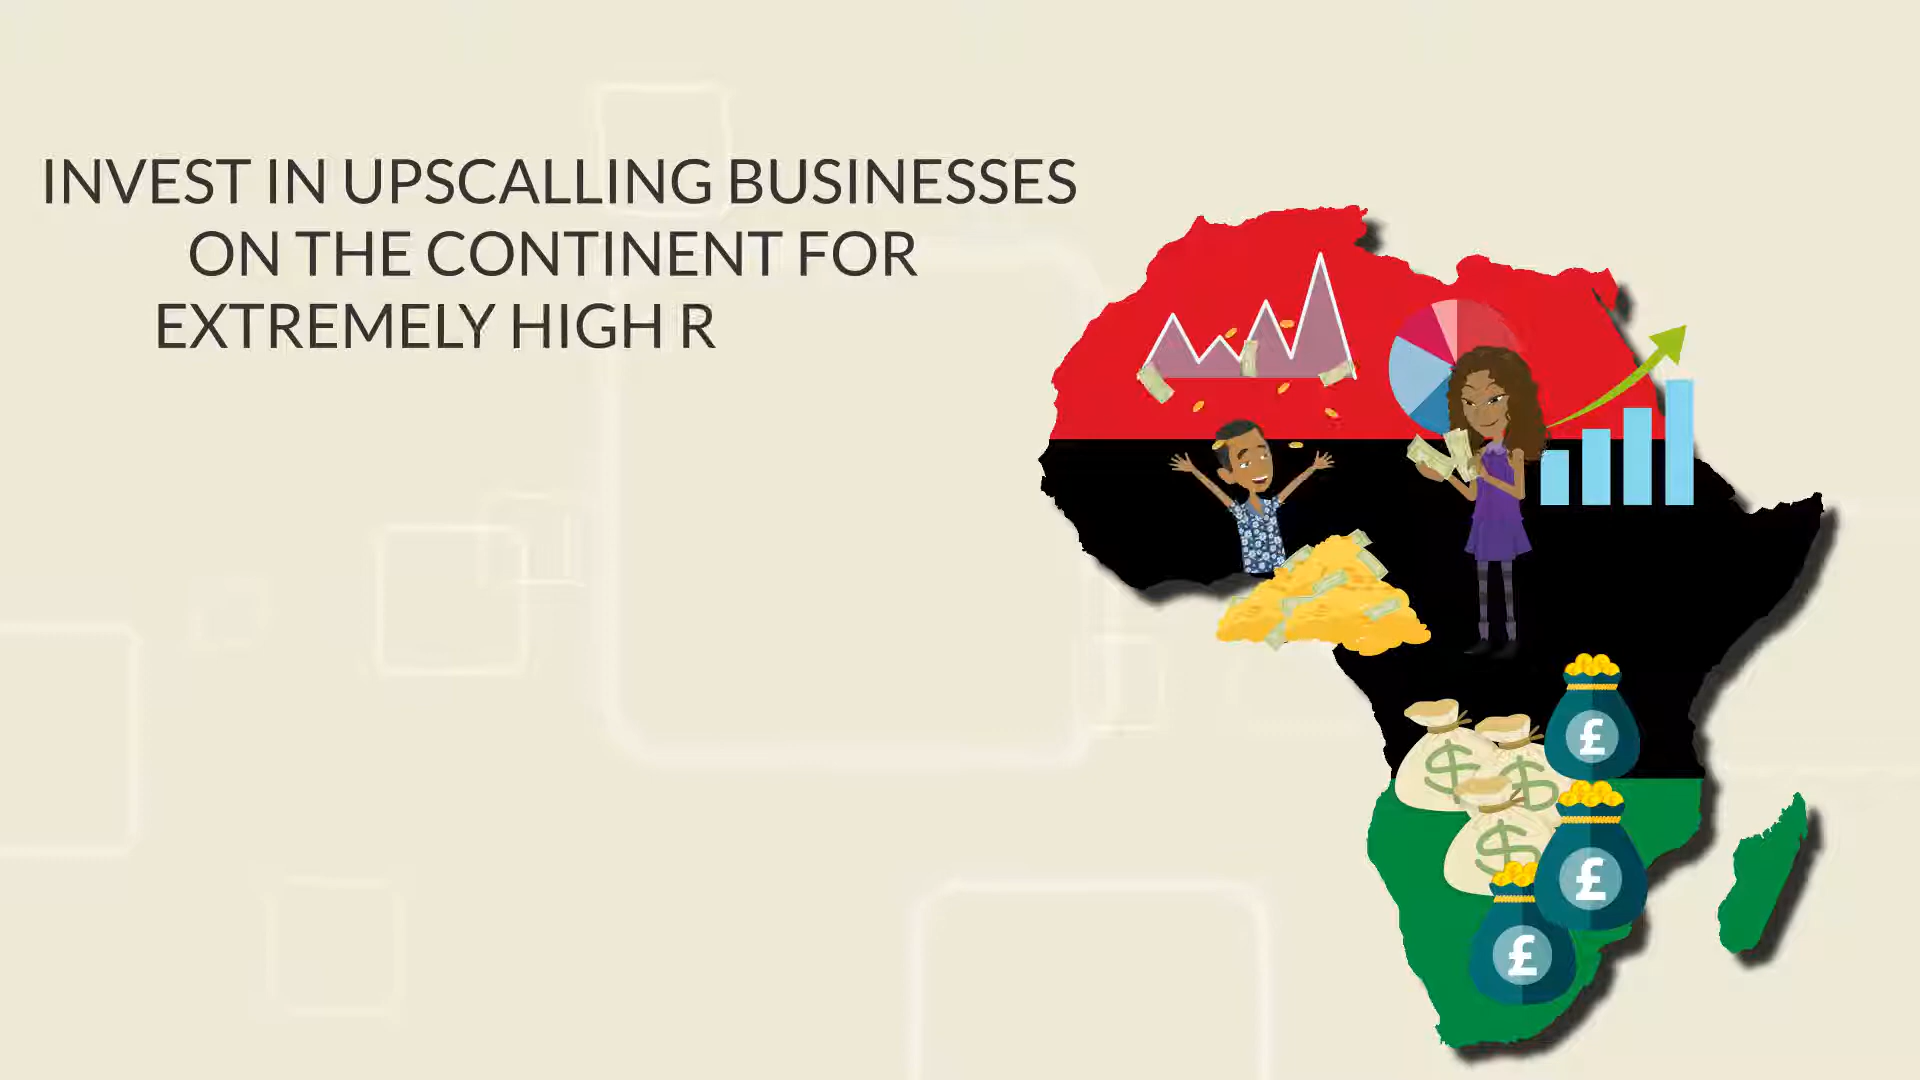 INVEST IN UPSCALLING BUSINESSES
ON THE CONTINENT FOR
EXTREMELY HIGH R
$
$
$
£
£
£